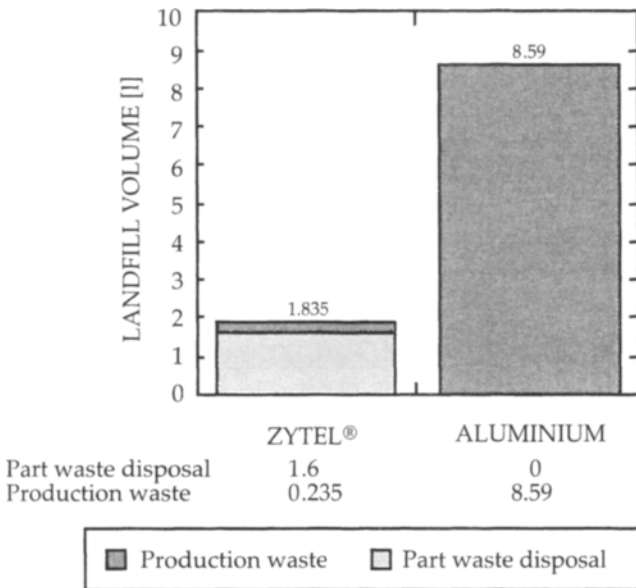 10
9
8
7
6
5
4
3
2
1
0
LANDFILL VOLUME [l]
8.59
1.835
ZYTEL® ALUMINIUM
Part waste disposal 1.6 0
Production waste 0.235 8.59
Production waste Part waste disposal